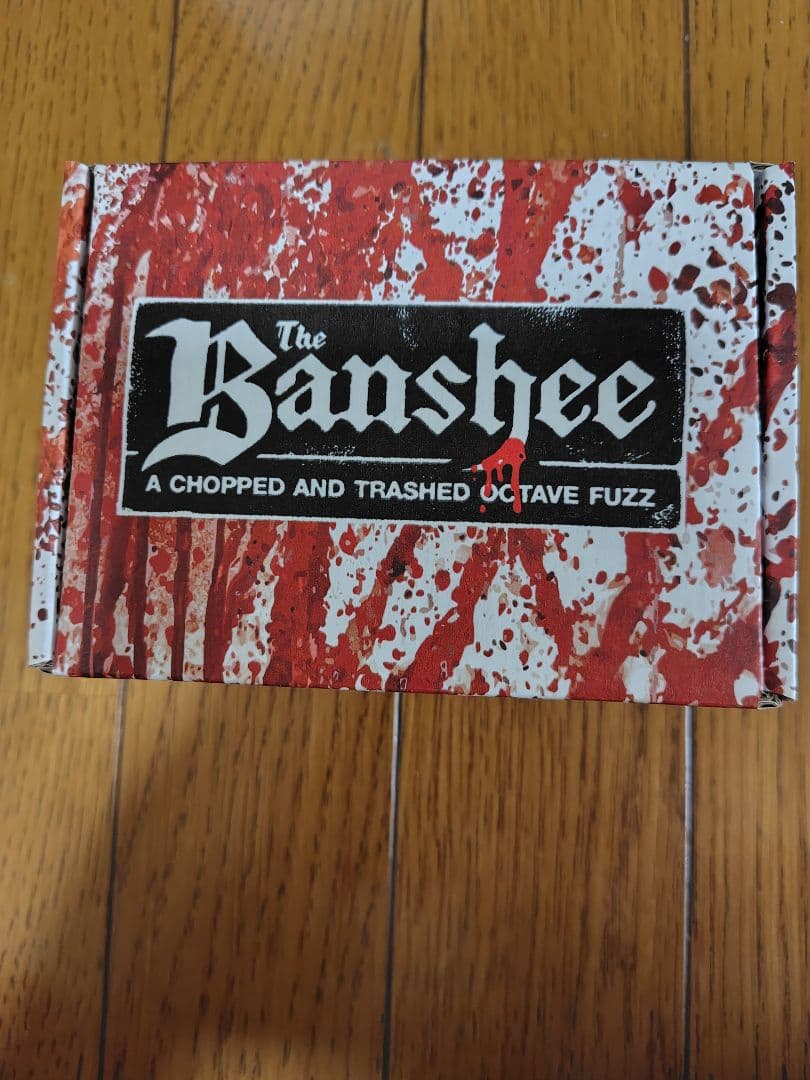 The
Banshee
A CHOPPED AND TRASHED OCTAVE FUZZ